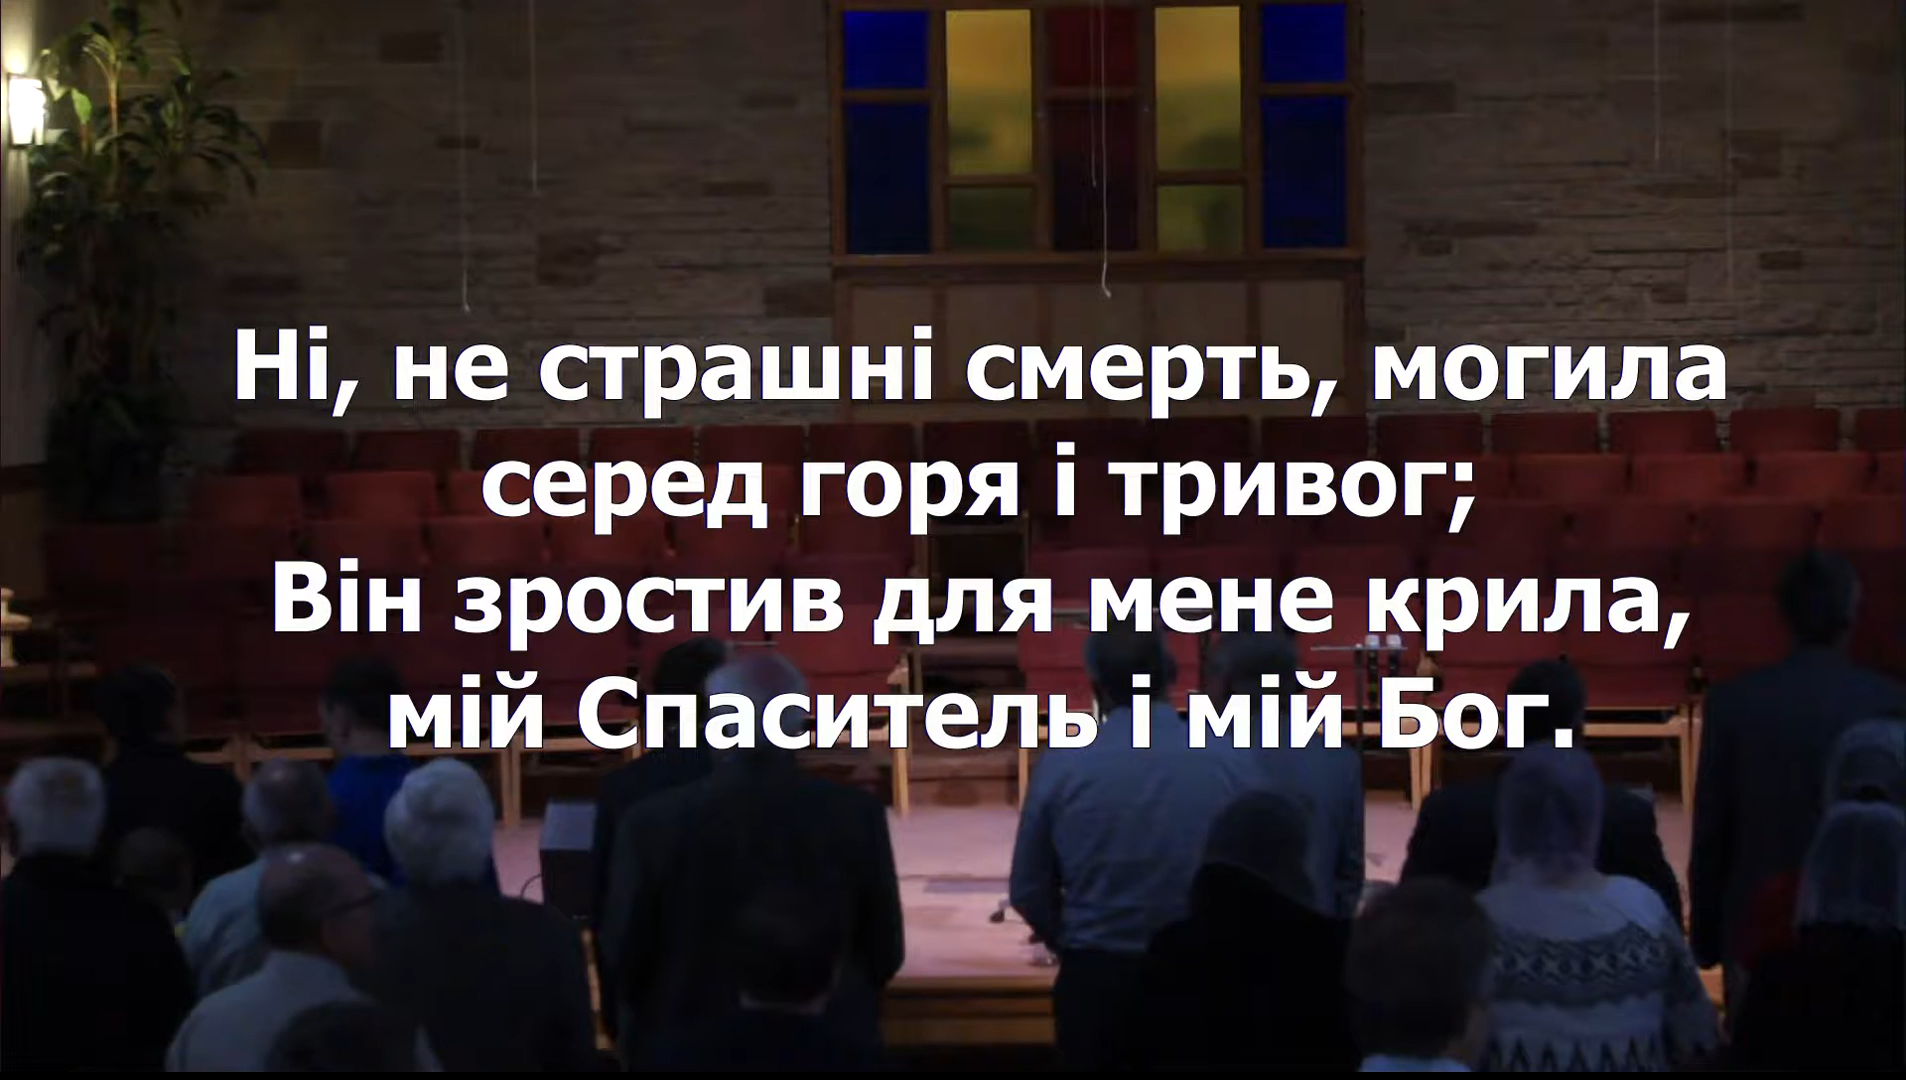 Ні, не страшні смерть, могила
серед горя і тривог;
Він зростив для мене крила,
мій Спаситель і мій Бог.